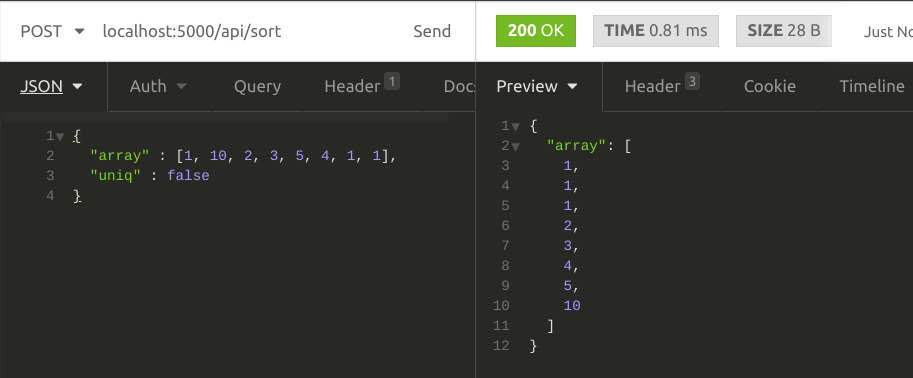 POST localhost:5000/api/sort Send 200 OK TIME 0.81 ms SIZE 28 B Just No
JSON Auth Query Header 1 Doc Preview Header 3 Cookie Timeline
1 {
2 "array" : [1, 10, 2, 3, 5, 4, 1, 1],
3 "uniq" : false
4 }
1 {
2 "array": [
3 1,
4 1,
5 1,
6 2,
7 3,
8 4,
9 5,
10 10
11 ]
12 }